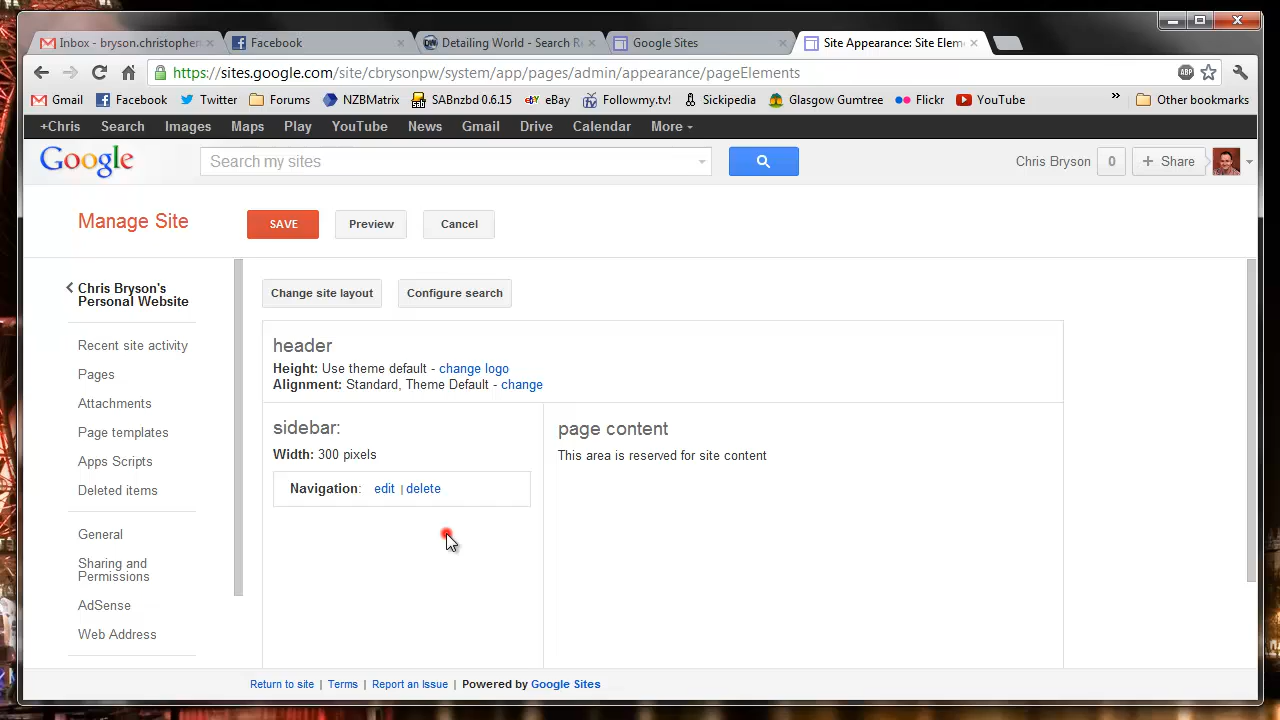 Inbox - bryson.christopher
Facebook
Detailing World - Search Re
Google Sites
Site Appearance: Site Elem
https://sites.google.com/site/cbrysonpw/system/app/pages/admin/appearance/pageElements
ABP
Gmail
Facebook
Twitter
Forums
NZBMatrix
SABnzbd 0.6.15
eBay
Followmy.tv!
Sickipedia
Glasgow Gumtree
Flickr
YouTube
»
Other bookmarks
+Chris Search Images Maps Play YouTube News Gmail Drive Calendar More
Google
Search my sites
Chris Bryson
0
+ Share
Manage Site
SAVE
Preview
Cancel
Chris Bryson's
Personal Website
Recent site activity
Pages
Attachments
Page templates
Apps Scripts
Deleted items
General
Sharing and
Permissions
AdSense
Web Address
Change site layout
Configure search
header
Height: Use theme default - change logo
Alignment: Standard, Theme Default - change
sidebar:
Width: 300 pixels
Navigation: edit | delete
page content
This area is reserved for site content
Return to site | Terms | Report an Issue | Powered by Google Sites